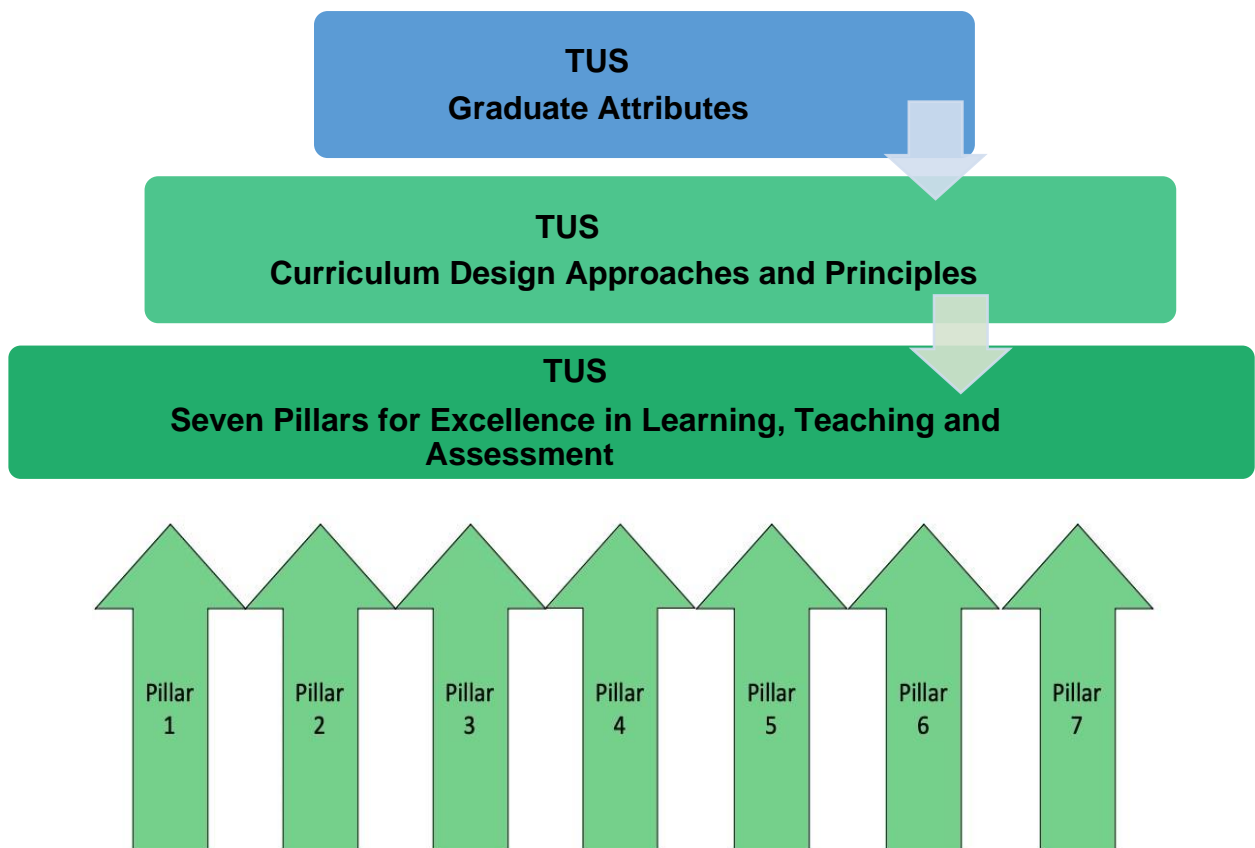 TUS
Graduate Attributes
TUS
Curriculum Design Approaches and Principles
TUS
Seven Pillars for Excellence in Learning, Teaching and
Assessment
Pillar
1
Pillar
2
Pillar
3
Pillar
4
Pillar
5
Pillar
6
Pillar
7